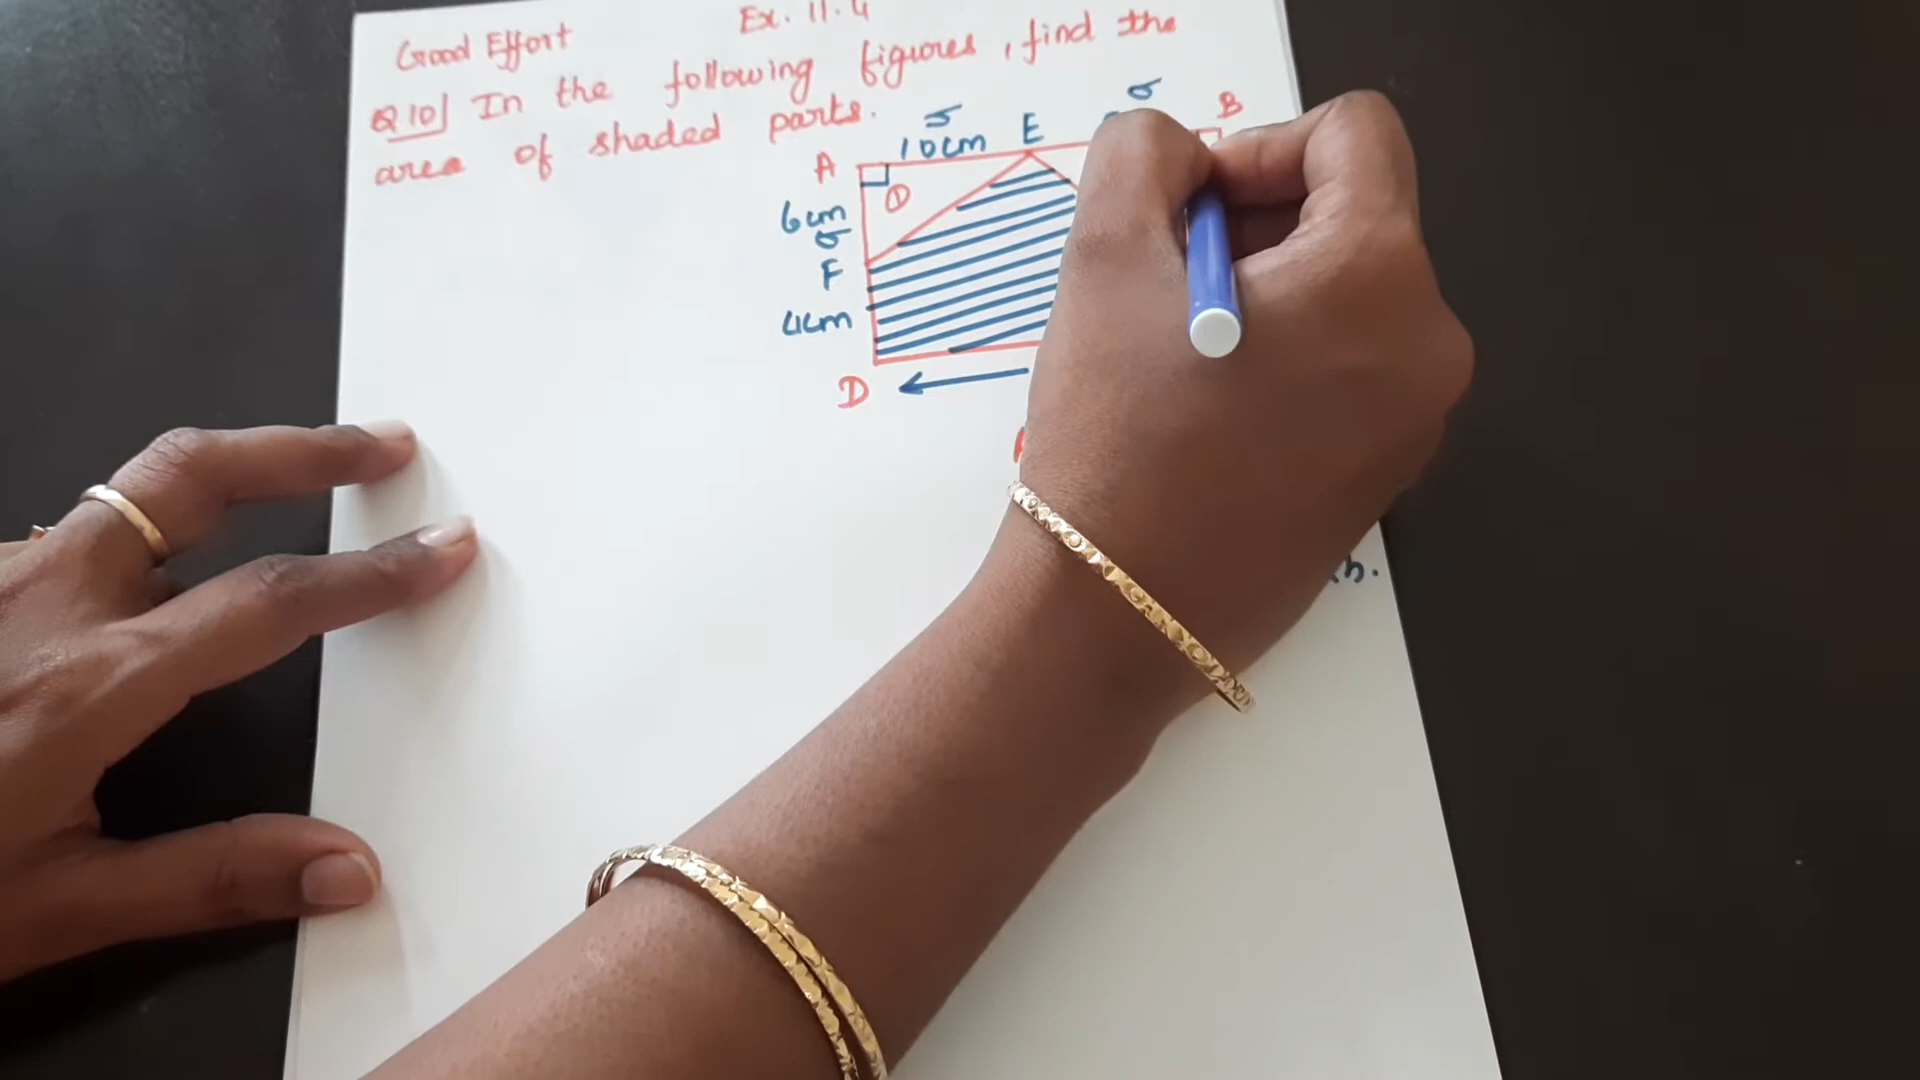 Good Effort
Ex. 11.4
Q10| In the following figures, find the
area of shaded parts.
B
10cm E
A
①
6cm
F
4cm
D